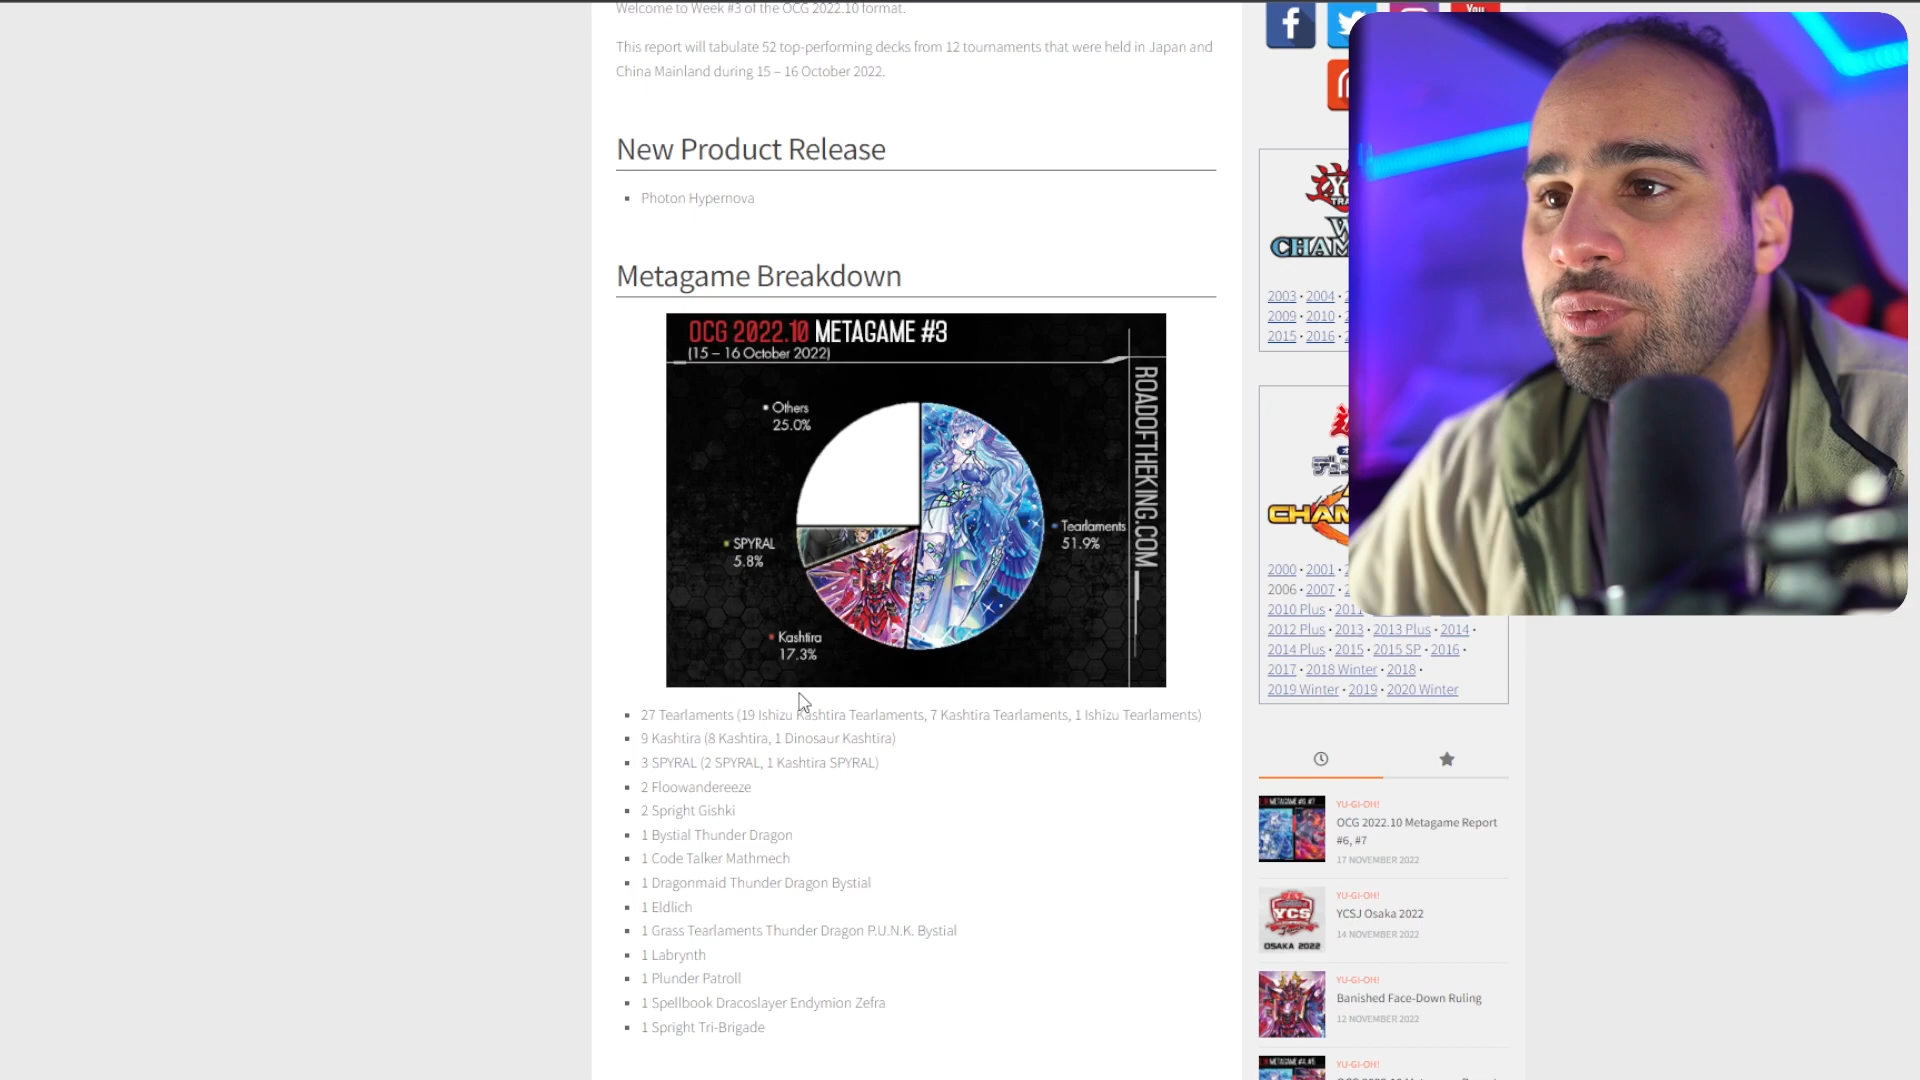 Welcome to Week #3 of the OCG 2022.10 format.
This report will tabulate 52 top-performing decks from 12 tournaments that were held in Japan and
China Mainland during 15 – 16 October 2022.
New Product Release
Photon Hypernova
Metagame Breakdown
OCG 2022.10 METAGAME #3
(15 – 16 October 2022)
ROADOFTHEKING.COM
Others
25.0%
Tearlaments
51.9%
SPYRAL
5.8%
Kashtira
17.3%
27 Tearlaments (19 Ishizu Kashtira Tearlaments, 7 Kashtira Tearlaments, 1 Ishizu Tearlaments)
9 Kashtira (8 Kashtira, 1 Dinosaur Kashtira)
3 SPYRAL (2 SPYRAL, 1 Kashtira SPYRAL)
2 Floowandereeze
2 Spright Gishki
1 Bystial Thunder Dragon
1 Code Talker Mathmech
1 Dragonmaid Thunder Dragon Bystial
1 Eldlich
1 Grass Tearlaments Thunder Dragon P.U.N.K. Bystial
1 Labrynth
1 Plunder Patroll
1 Spellbook Dracoslayer Endymion Zefra
1 Spright Tri-Brigade
You
2003 · 2004 ·
2009 · 2010 ·
2015 · 2016 ·
2000 · 2001 ·
2006 · 2007 ·
2010 Plus · 2011
2012 Plus · 2013 · 2013 Plus · 2014 ·
2014 Plus · 2015 · 2015 SP · 2016 ·
2017 · 2018 Winter · 2018 ·
2019 Winter · 2019 · 2020 Winter
YU-GI-OH!
OCG 2022.10 Metagame Report
#6, #7
17 NOVEMBER 2022
YCS
OSAKA 2022
YU-GI-OH!
YCSJ Osaka 2022
14 NOVEMBER 2022
YU-GI-OH!
Banished Face-Down Ruling
12 NOVEMBER 2022
YU-GI-OH!